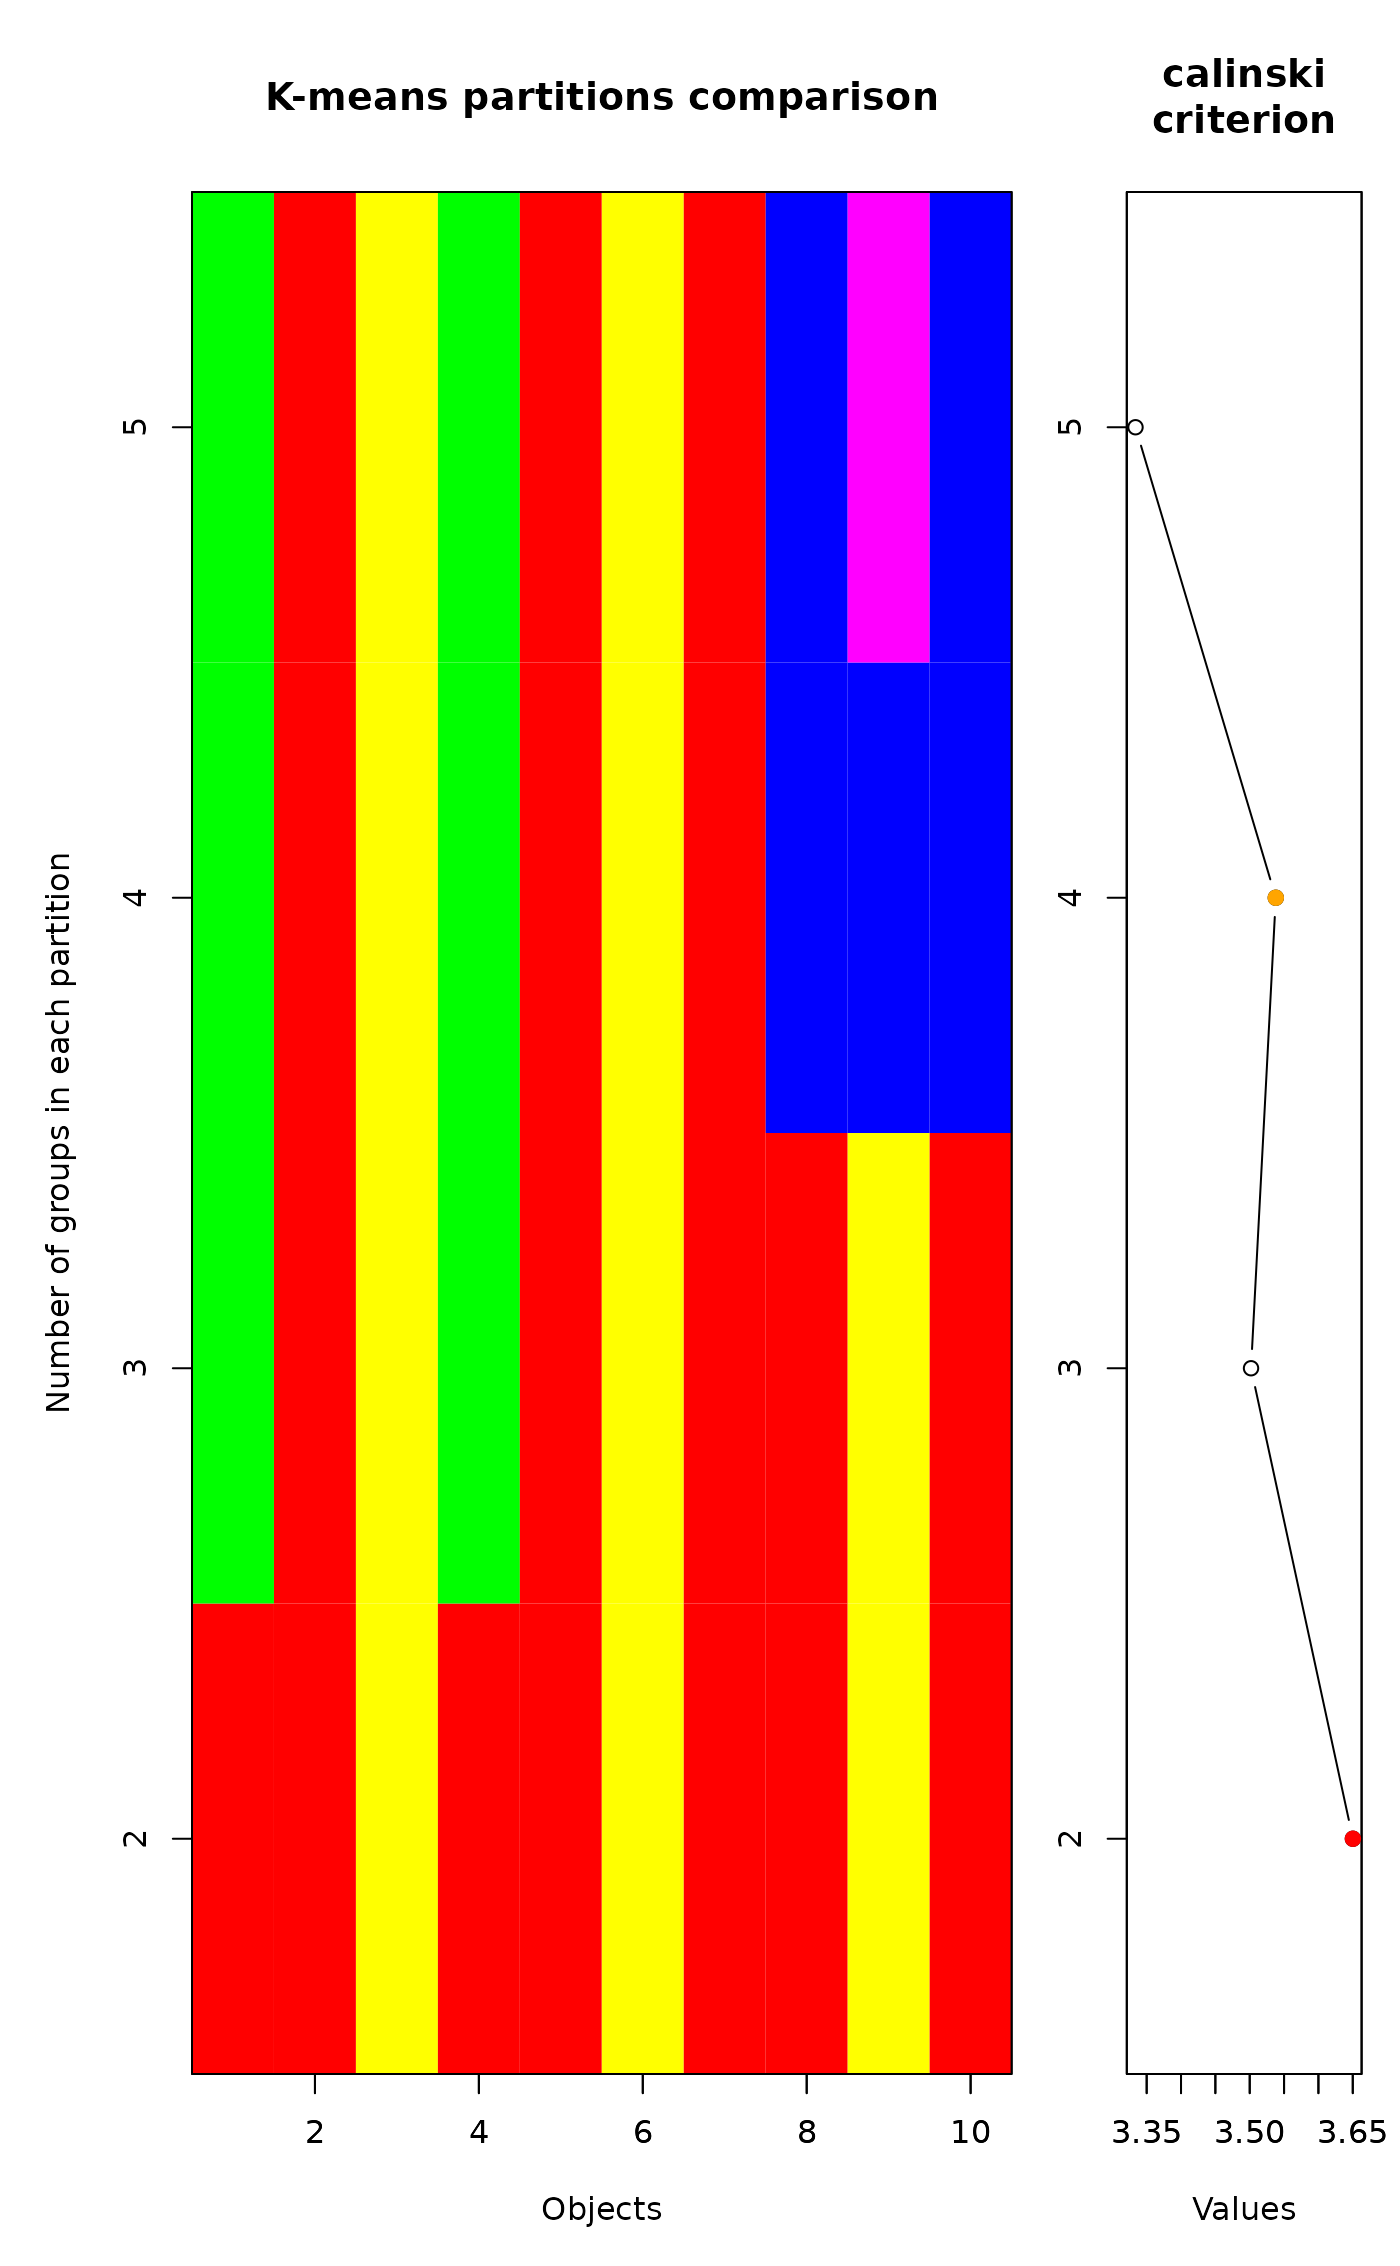 K-means partitions comparison
calinski
criterion
Number of groups in each partition
5
4
3
2
2 4 6 8 10
Objects
5
4
3
2
3.35 3.50 3.65
Values